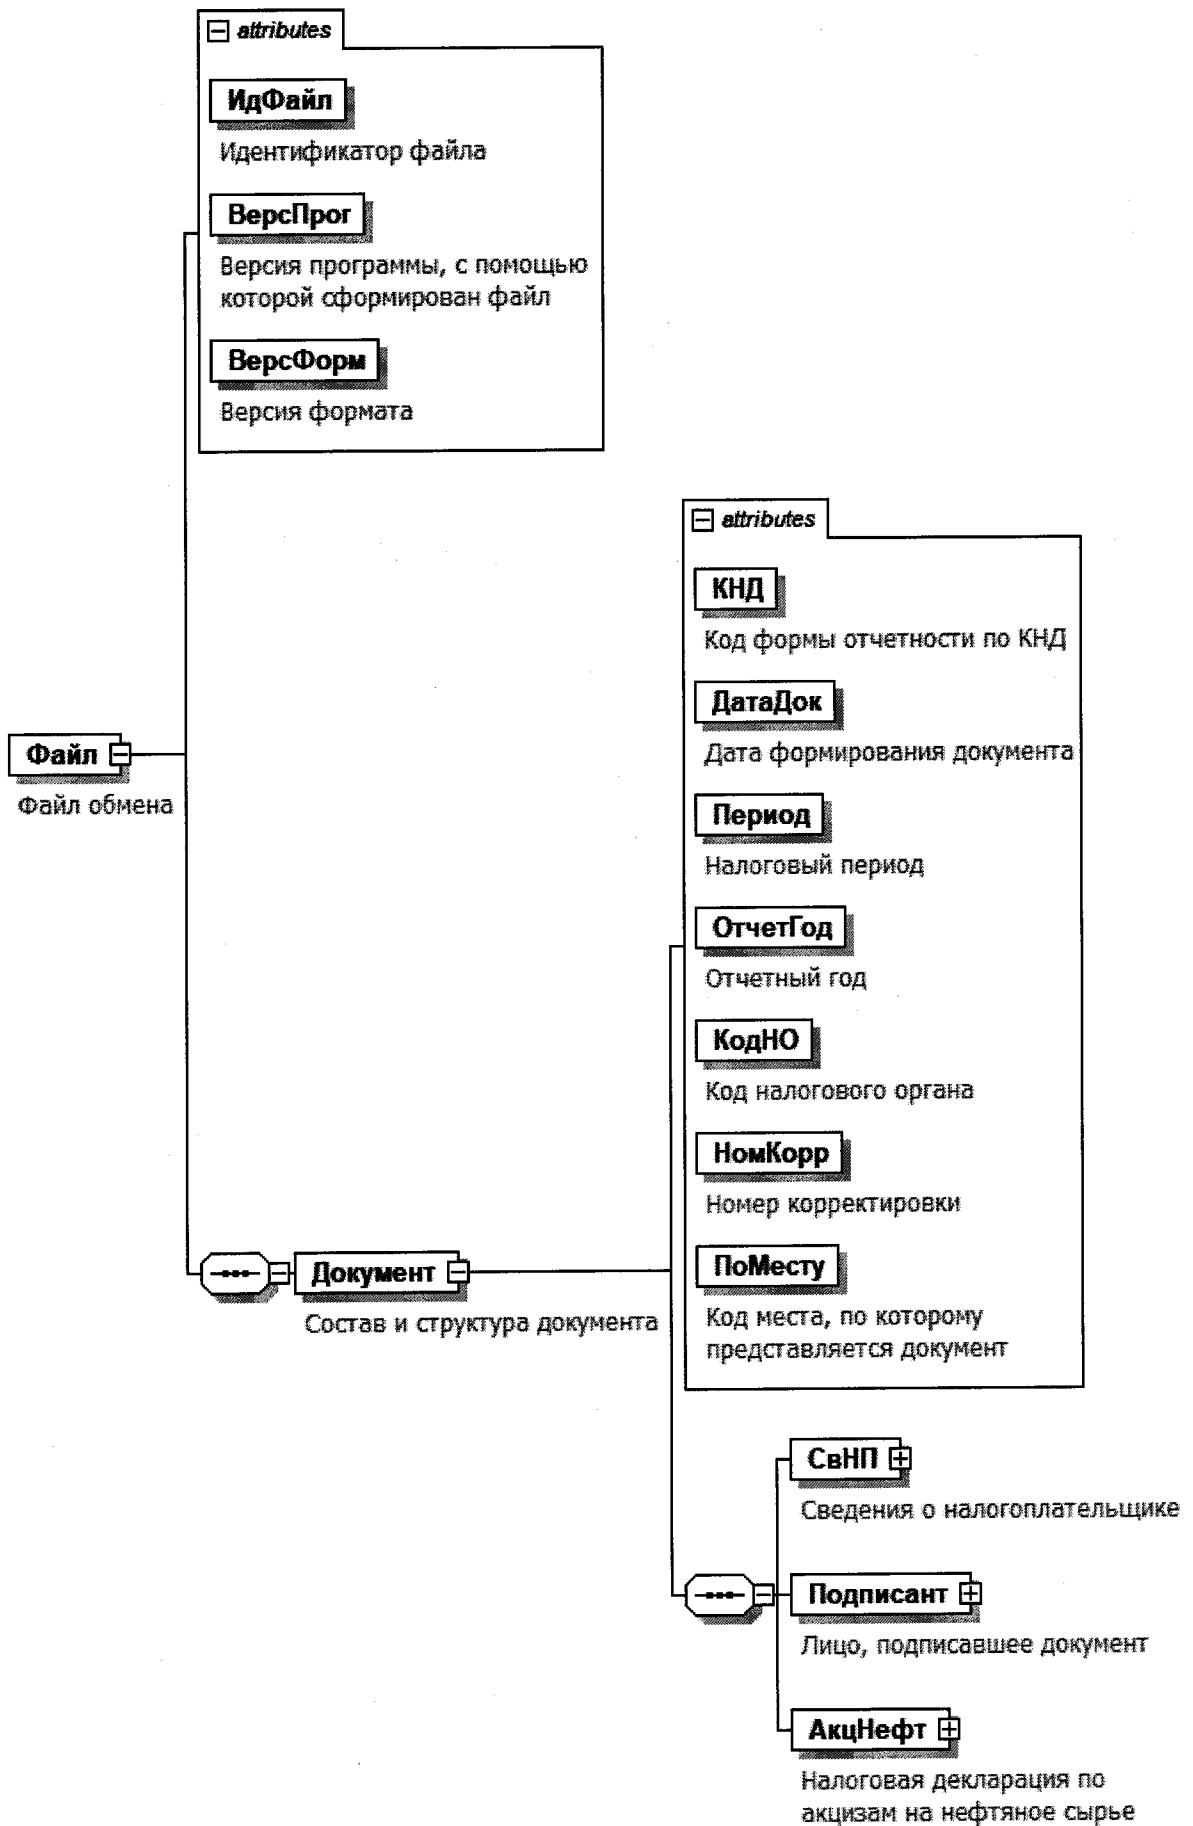 attributes
ИдФайл
Идентификатор файла
ВерсПрог
Версия программы, с помощью
которой сформирован файл
ВерсФорм
Версия формата
Файл
Файл обмена
Документ
Состав и структура документа
attributes
КНД
Код формы отчетности по КНД
ДатаДок
Дата формирования документа
Период
Налоговый период
ОтчетГод
Отчетный год
КодНО
Код налогового органа
НомКорр
Номер корректировки
ПоМесту
Код места, по которому
представляется документ
СвНП
Сведения о налогоплательщике
Подписант
Лицо, подписавшее документ
АкцНефт
Налоговая декларация по
акцизам на нефтяное сырье